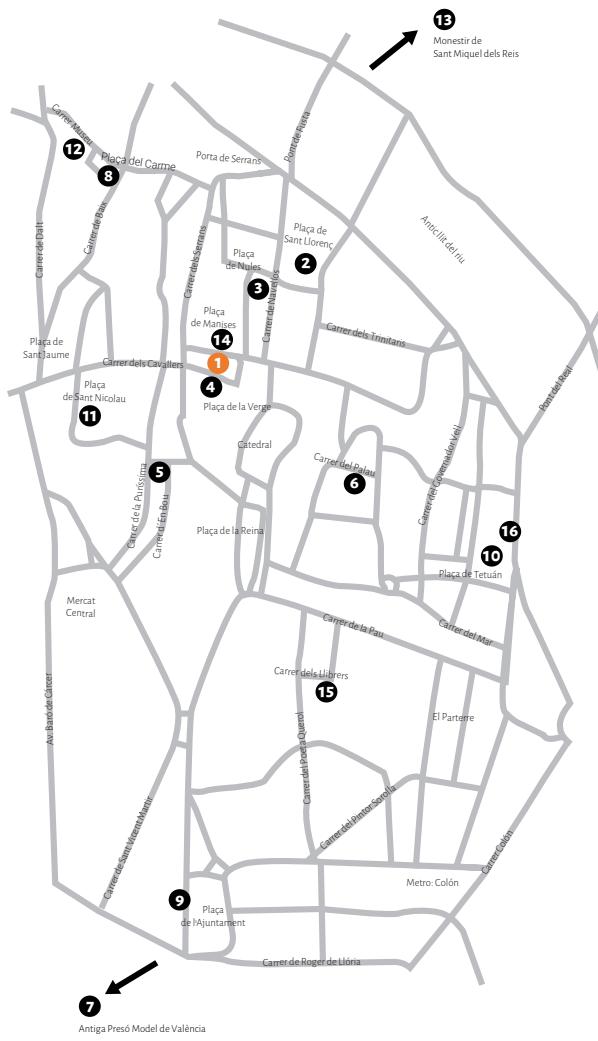 13
Monestir de
Sant Miquel dels Reis
Carrer Museu
12
Plaça del Carme
8
Porta de Serrans
Pont de Fusta
Antic llit del riu
Carrer de Dalt
Carrer de Baix
Carrer dels Serrans
Plaça de
Sant Llorenç
2
Plaça
de Nules
3
Carrer de Navellos
Plaça
de Manises
14
1
4
Carrer dels Trinitaris
Plaça de
Sant Jaume
Carrer dels Cavallers
Plaça
de Sant Nicolau
11
Plaça de la Verge
Pont del Real
Catedral
Carrer del Palau
6
Carrer del Governador Vell
5
Carrer de la Puríssima
Carrer d'En Bou
Plaça de la Reina
16
10
Plaça de Tetuán
Mercat
Central
Carrer de la Pau
Carrer del Mar
Carrer dels Llibrers
15
Av. Baró de Cárcer
Carrer del Poeta Querol
El Parterre
Carrer de Sant Vicent Martir
Carrer del Pintor Sorolla
Carrer Colón
Metro: Colón
9
Plaça
de l'Ajuntament
Carrer de Roger de Llória
7
Antiga Presó Model de València